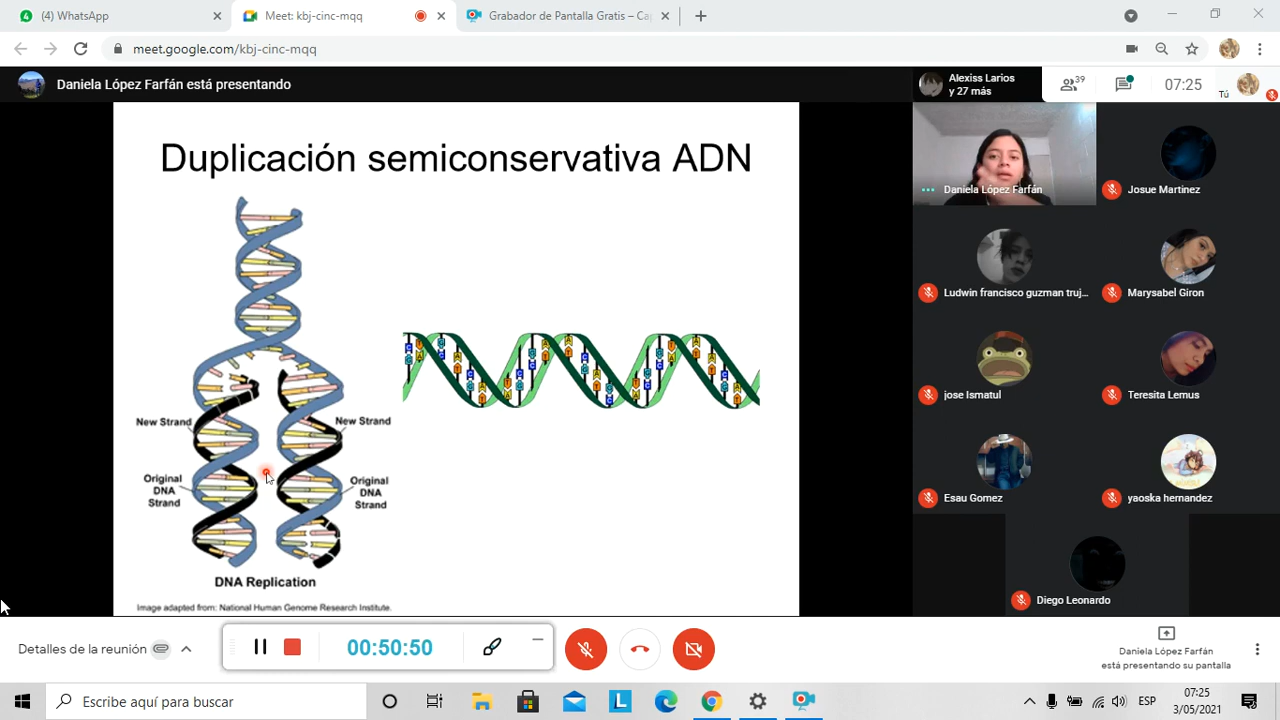 (4) WhatsApp
Meet: kbj-cinc-mqq
Grabador de Pantalla Gratis – Ca
meet.google.com/kbj-cinc-mqq
Daniela López Farfán está presentando
Alexiss Larios
y 27 más
39
07:25
Tú
Duplicación semiconservativa ADN
New Strand
New Strand
Original
DNA
Strand
Original
DNA
Strand
DNA Replication
Image adapted from: National Human Genome Research Institute.
Daniela López Farfán
Josue Martinez
Ludwin francisco guzman truj...
Marysabel Giron
jose Ismatul
Teresita Lemus
Esau Gomez
yaoska hernandez
Diego Leonardo
Detalles de la reunión
00:50:50
Daniela López Farfán
está presentando su pantalla
Escribe aquí para buscar
L
ESP
07:25
3/05/2021